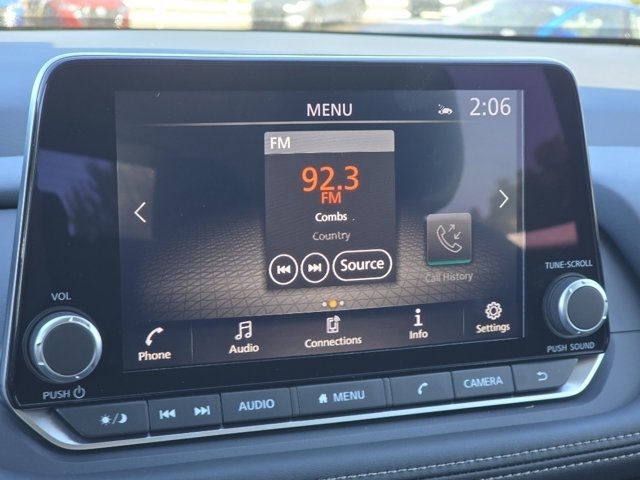 MENU
2:06
FM
92.3
FM
Combs
Country
Source
Call History
Phone
Audio
Connections
Info
Settings
VOL
PUSH
TUNE-SCROLL
PUSH SOUND
AUDIO
MENU
CAMERA